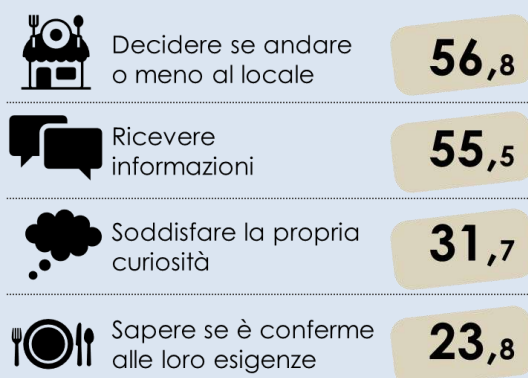 Decidere se andare
o meno al locale
56,8
Ricevere
informazioni
55,5
Soddisfare la propria
curiosità
31,7
Sapere se è conferme
alle loro esigenze
23,8